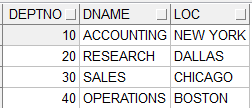 DEPTNO DNAME LOC
10 ACCOUNTING NEW YORK
20 RESEARCH DALLAS
30 SALES CHICAGO
40 OPERATIONS BOSTON